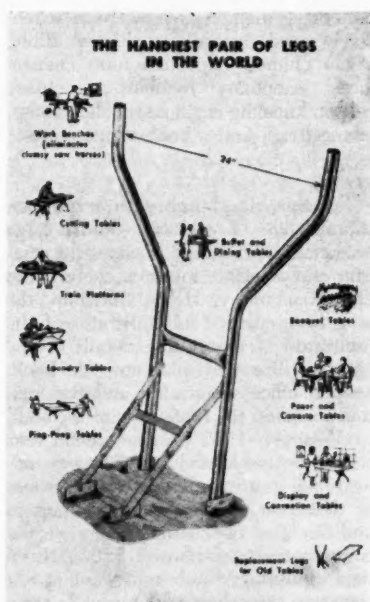 THE HANDIEST PAIR OF LEGS
IN THE WORLD
Work Benches
(eliminates
clumsy saw horses)
Cutting Tables
Train Platforms
Laundry Tables
Ping-Pong Tables
Buffet and
Dining Tables
Banquet Tables
Poker and
Canasta Tables
Display and
Convention Tables
Replacement Legs
for Old Tables